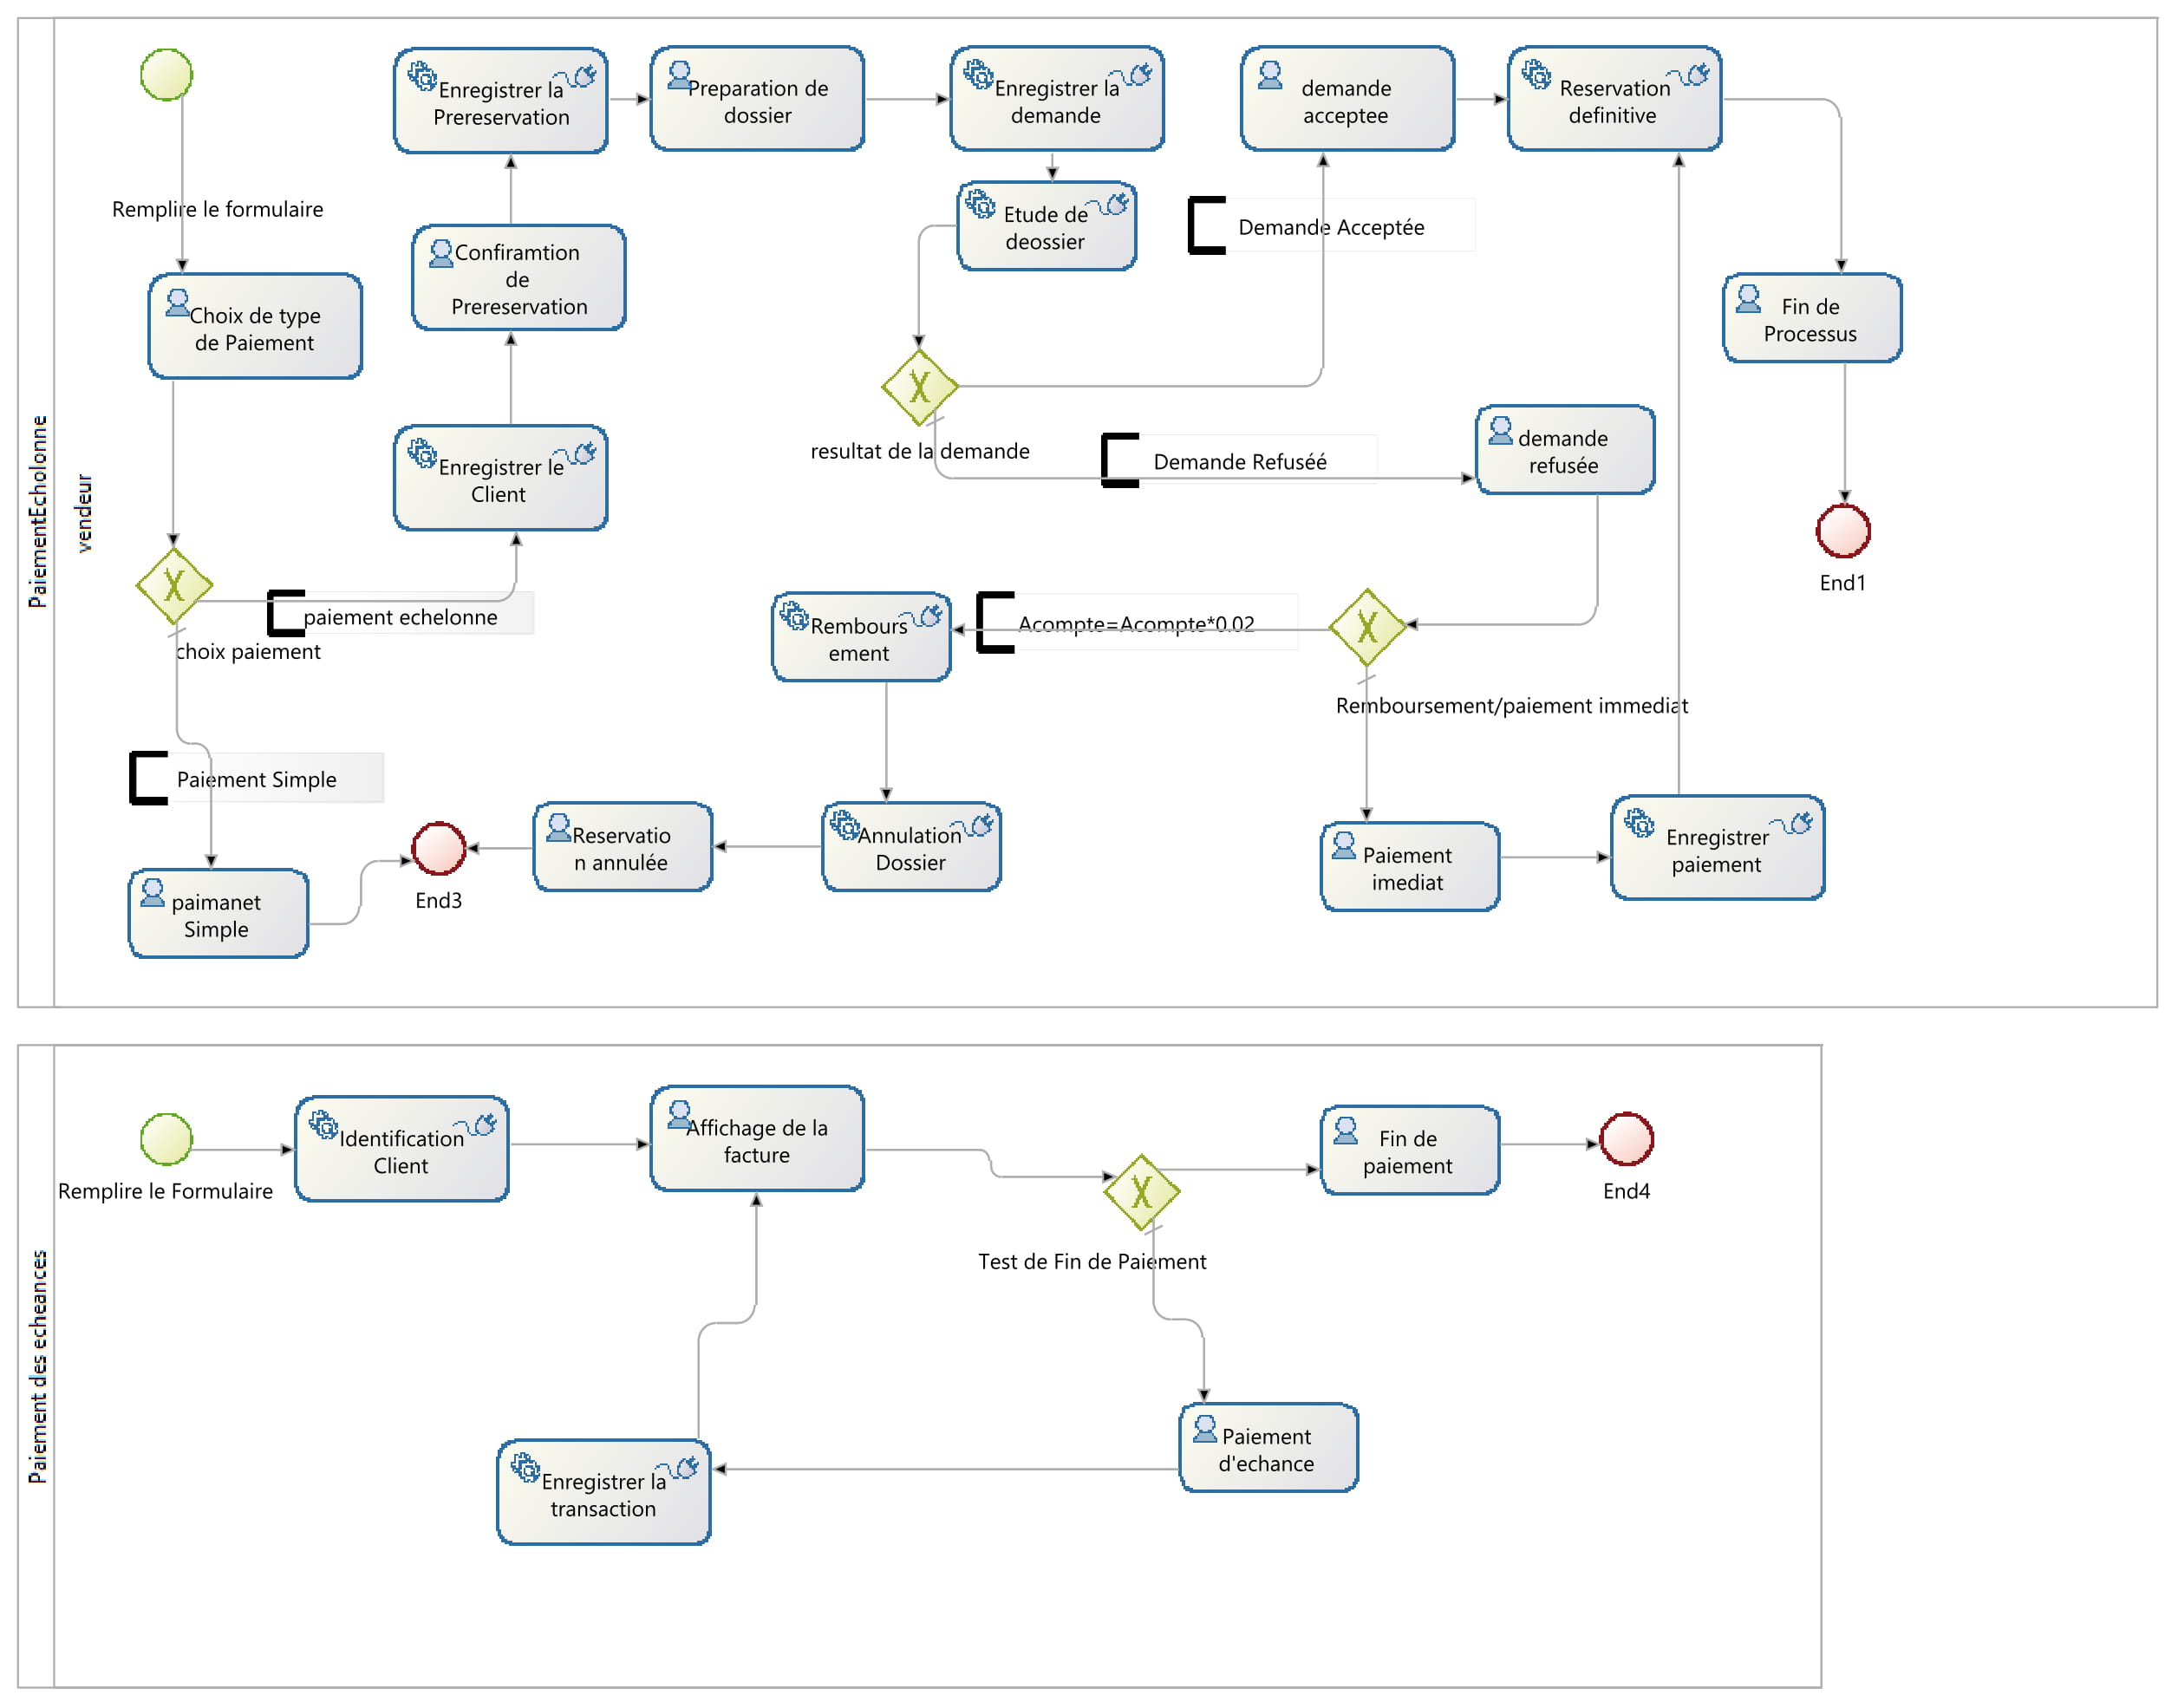 PaiementEcholonne
vendeur
Remplire le formulaire
Choix de type
de Paiement
choix paiement
paiement echelonne
Paiement Simple
paimanet
Simple
End3
Enregistrer le
Client
Confiramtion
de
Prereservation
Enregistrer la
Prereservation
Preparation de
dossier
Enregistrer la
demande
Etude de
deossier
resultat de la demande
Demande Acceptée
demande
acceptee
Reservation
definitive
Fin de
Processus
End1
Demande Refuséé
demande
refusée
Remboursement/paiement immediat
Acompte=Acompte*0.02
Rembours
ement
Annulation
Dossier
Reservatio
n annulée
Paiement
imediat
Enregistrer
paiement
Paiement des echeances
Remplire le Formulaire
Identification
Client
Affichage de la
facture
Test de Fin de Paiement
Fin de
paiement
End4
Paiement
d'echance
Enregistrer la
transaction